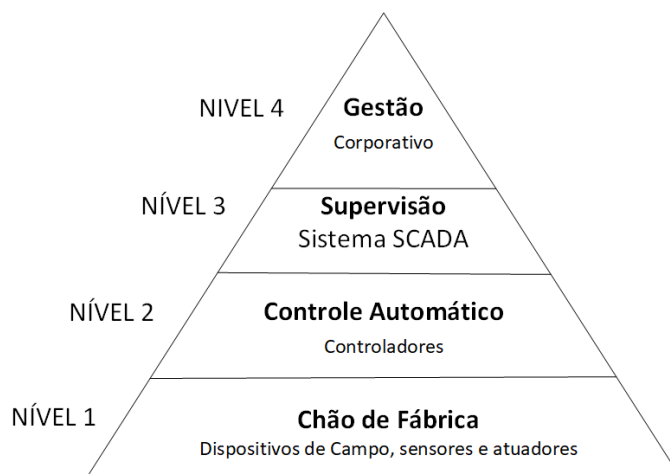 NIVEL 4
Gestão
Corporativo
NÍVEL 3
Supervisão
Sistema SCADA
NÍVEL 2
Controle Automático
Controladores
NÍVEL 1
Chão de Fábrica
Dispositivos de Campo, sensores e atuadores